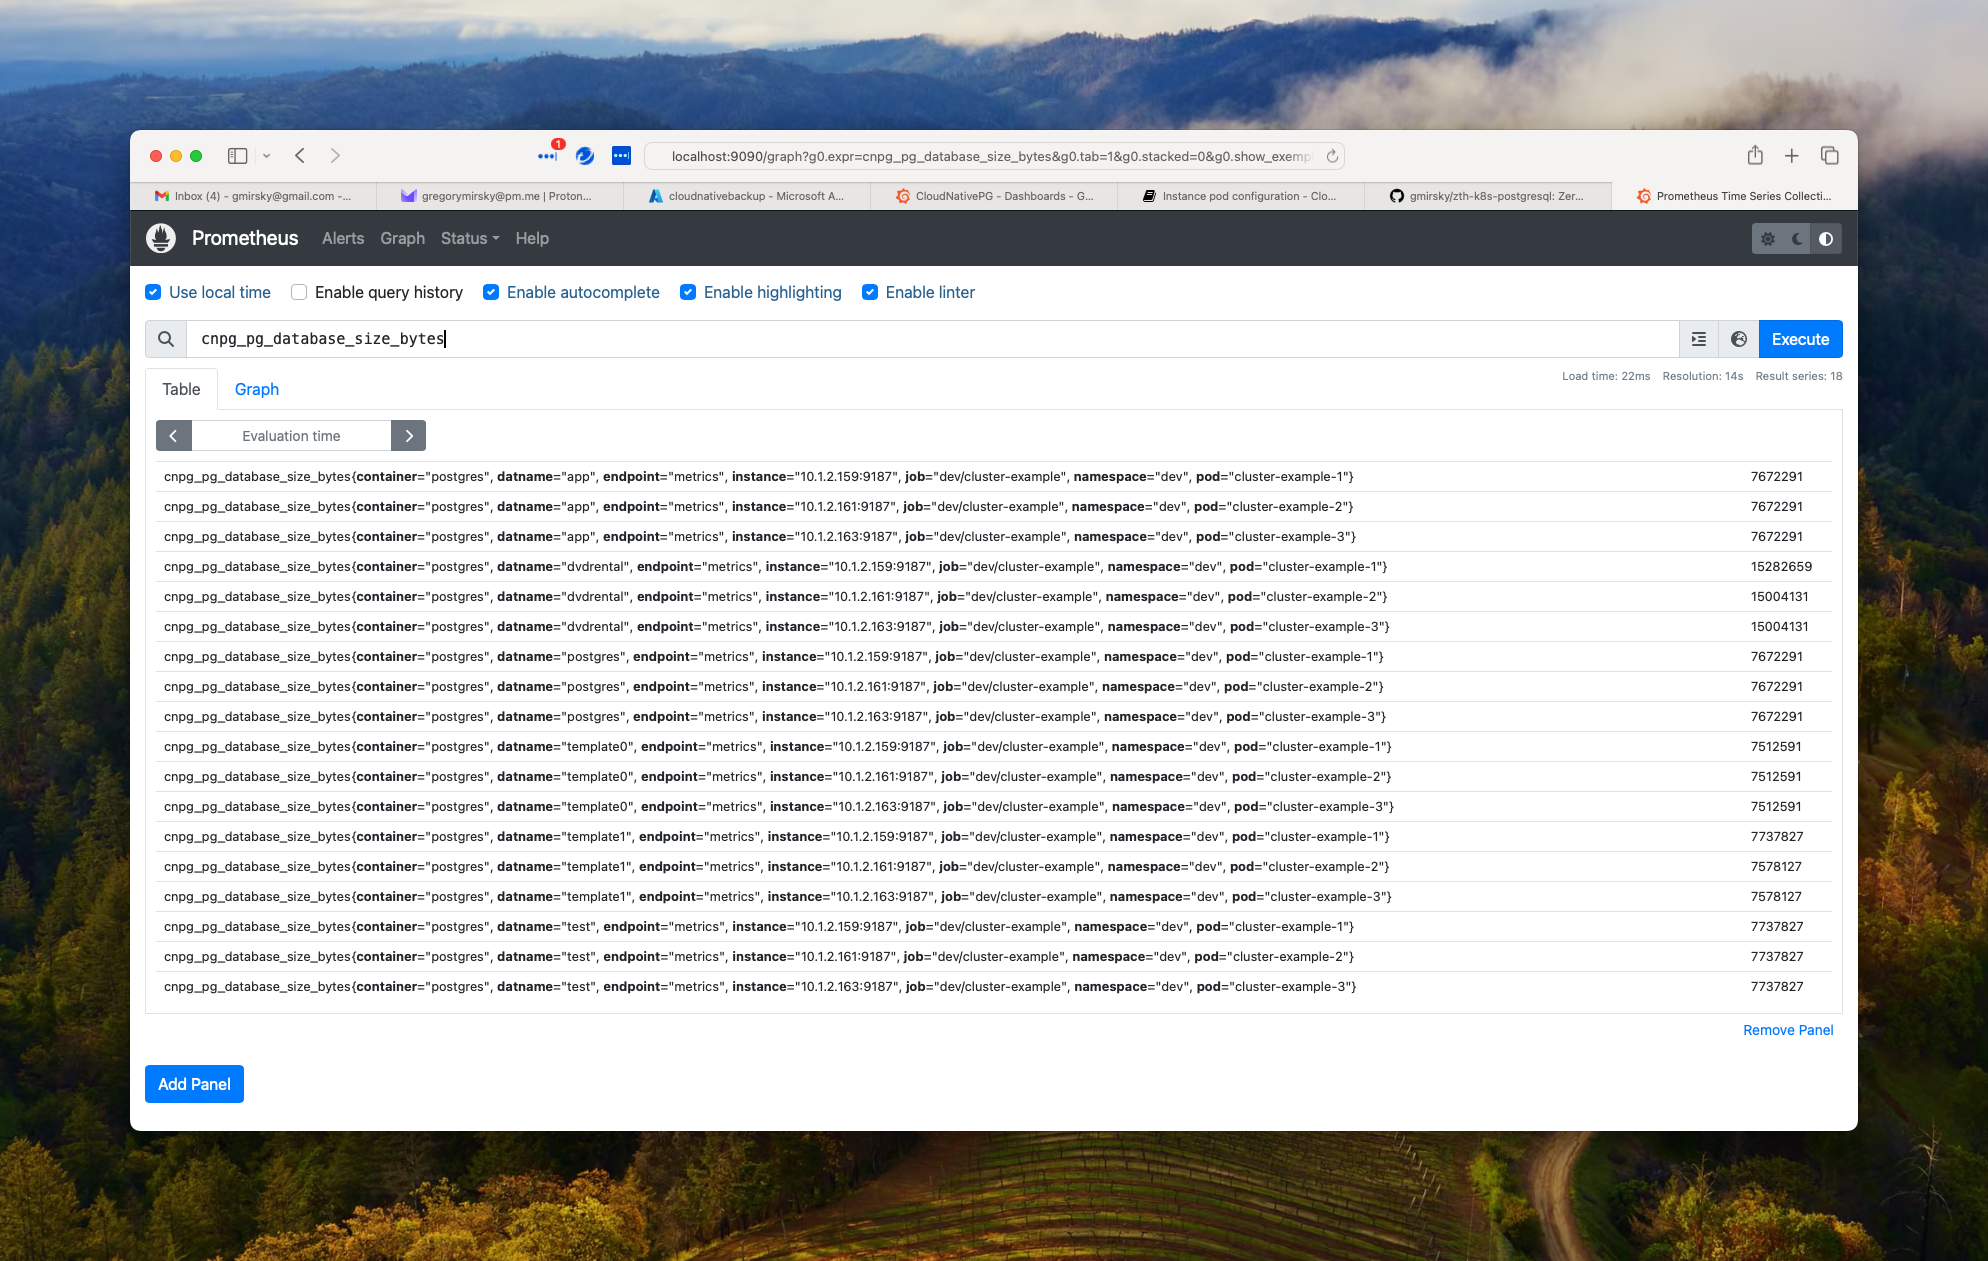 1
localhost:9090/graph?g0.expr=cnpg_pg_database_size_bytes&g0.tab=1&g0.stacked=0&g0.show_exemp
Inbox (4) - gmirsky@gmail.com -...
gregorymirsky@pm.me | Proton...
cloudnativebackup - Microsoft A...
CloudNativePG - Dashboards - G...
Instance pod configuration - Clo...
gmirsky/zth-k8s-postgresql: Zer...
Prometheus Time Series Collecti...
Prometheus Alerts Graph Status Help
Use local time Enable query history Enable autocomplete Enable highlighting Enable linter
cnpg_pg_database_size_bytes
Execute
Table Graph
Load time: 22ms Resolution: 14s Result series: 18
Evaluation time
cnpg_pg_database_size_bytes{container="postgres", datname="app", endpoint="metrics", instance="10.1.2.159:9187", job="dev/cluster-example", namespace="dev", pod="cluster-example-1"} 7672291
cnpg_pg_database_size_bytes{container="postgres", datname="app", endpoint="metrics", instance="10.1.2.161:9187", job="dev/cluster-example", namespace="dev", pod="cluster-example-2"} 7672291
cnpg_pg_database_size_bytes{container="postgres", datname="app", endpoint="metrics", instance="10.1.2.163:9187", job="dev/cluster-example", namespace="dev", pod="cluster-example-3"} 7672291
cnpg_pg_database_size_bytes{container="postgres", datname="dvdrental", endpoint="metrics", instance="10.1.2.159:9187", job="dev/cluster-example", namespace="dev", pod="cluster-example-1"} 15282659
cnpg_pg_database_size_bytes{container="postgres", datname="dvdrental", endpoint="metrics", instance="10.1.2.161:9187", job="dev/cluster-example", namespace="dev", pod="cluster-example-2"} 15004131
cnpg_pg_database_size_bytes{container="postgres", datname="dvdrental", endpoint="metrics", instance="10.1.2.163:9187", job="dev/cluster-example", namespace="dev", pod="cluster-example-3"} 15004131
cnpg_pg_database_size_bytes{container="postgres", datname="postgres", endpoint="metrics", instance="10.1.2.159:9187", job="dev/cluster-example", namespace="dev", pod="cluster-example-1"} 7672291
cnpg_pg_database_size_bytes{container="postgres", datname="postgres", endpoint="metrics", instance="10.1.2.161:9187", job="dev/cluster-example", namespace="dev", pod="cluster-example-2"} 7672291
cnpg_pg_database_size_bytes{container="postgres", datname="postgres", endpoint="metrics", instance="10.1.2.163:9187", job="dev/cluster-example", namespace="dev", pod="cluster-example-3"} 7672291
cnpg_pg_database_size_bytes{container="postgres", datname="template0", endpoint="metrics", instance="10.1.2.159:9187", job="dev/cluster-example", namespace="dev", pod="cluster-example-1"} 7512591
cnpg_pg_database_size_bytes{container="postgres", datname="template0", endpoint="metrics", instance="10.1.2.161:9187", job="dev/cluster-example", namespace="dev", pod="cluster-example-2"} 7512591
cnpg_pg_database_size_bytes{container="postgres", datname="template0", endpoint="metrics", instance="10.1.2.163:9187", job="dev/cluster-example", namespace="dev", pod="cluster-example-3"} 7512591
cnpg_pg_database_size_bytes{container="postgres", datname="template1", endpoint="metrics", instance="10.1.2.159:9187", job="dev/cluster-example", namespace="dev", pod="cluster-example-1"} 7737827
cnpg_pg_database_size_bytes{container="postgres", datname="template1", endpoint="metrics", instance="10.1.2.161:9187", job="dev/cluster-example", namespace="dev", pod="cluster-example-2"} 7578127
cnpg_pg_database_size_bytes{container="postgres", datname="template1", endpoint="metrics", instance="10.1.2.163:9187", job="dev/cluster-example", namespace="dev", pod="cluster-example-3"} 7578127
cnpg_pg_database_size_bytes{container="postgres", datname="test", endpoint="metrics", instance="10.1.2.159:9187", job="dev/cluster-example", namespace="dev", pod="cluster-example-1"} 7737827
cnpg_pg_database_size_bytes{container="postgres", datname="test", endpoint="metrics", instance="10.1.2.161:9187", job="dev/cluster-example", namespace="dev", pod="cluster-example-2"} 7737827
cnpg_pg_database_size_bytes{container="postgres", datname="test", endpoint="metrics", instance="10.1.2.163:9187", job="dev/cluster-example", namespace="dev", pod="cluster-example-3"} 7737827
Remove Panel
Add Panel